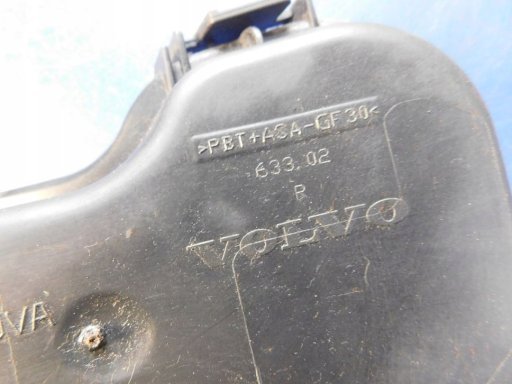 >PBT+ASA-GF30<
633.02
R
VOLVO